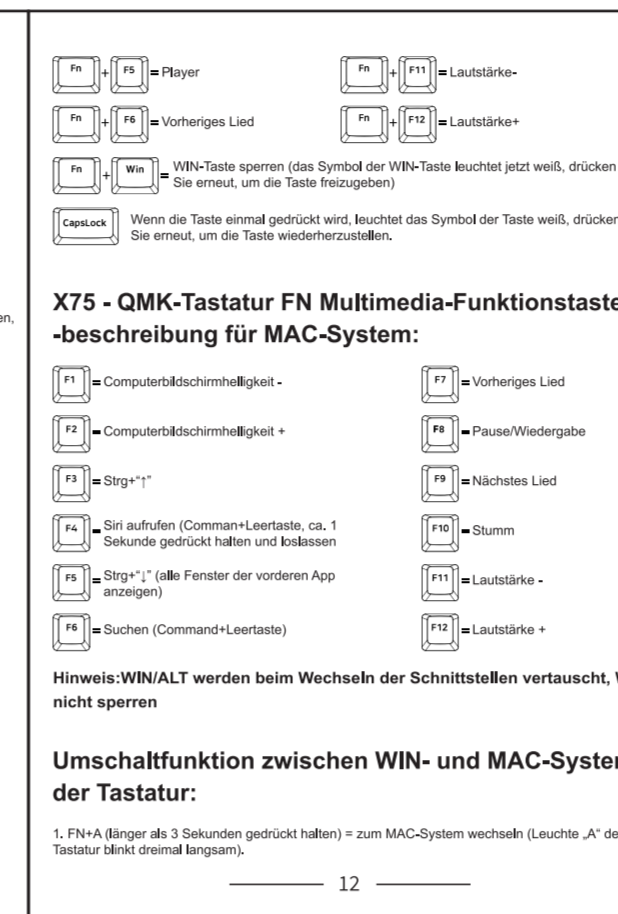 en,
Fn + F5 = Player
Fn + F11 = Lautstärke-
Fn + F6 = Vorheriges Lied
Fn + F12 = Lautstärke+
Fn + Win = WIN-Taste sperren (das Symbol der WIN-Taste leuchtet jetzt weiß, drücken
Sie erneut, um die Taste freizugeben)
CapsLock Wenn die Taste einmal gedrückt wird, leuchtet das Symbol der Taste weiß, drücken
Sie erneut, um die Taste wiederherzustellen.
X75 - QMK-Tastatur FN Multimedia-Funktionstaste
-beschreibung für MAC-System:
F1 = Computerbildschirmhelligkeit -
F2 = Computerbildschirmhelligkeit +
F3 = Strg+“↑”
F4 = Siri aufrufen (Comman+Leertaste, ca. 1
Sekunde gedrückt halten und loslassen
F5 = Strg+“↓” (alle Fenster der vorderen App
anzeigen)
F6 = Suchen (Command+Leertaste)
F7 = Vorheriges Lied
F8 = Pause/Wiedergabe
F9 = Nächstes Lied
F10 = Stumm
F11 = Lautstärke -
F12 = Lautstärke +
Hinweis:WIN/ALT werden beim Wechseln der Schnittstellen vertauscht,
nicht sperren
Umschaltfunktion zwischen WIN- und MAC-System
der Tastatur:
1. FN+A (länger als 3 Sekunden gedrückt halten) = zum MAC-System wechseln (Leuchte „A“ de
Tastatur blinkt dreimal langsam).
12